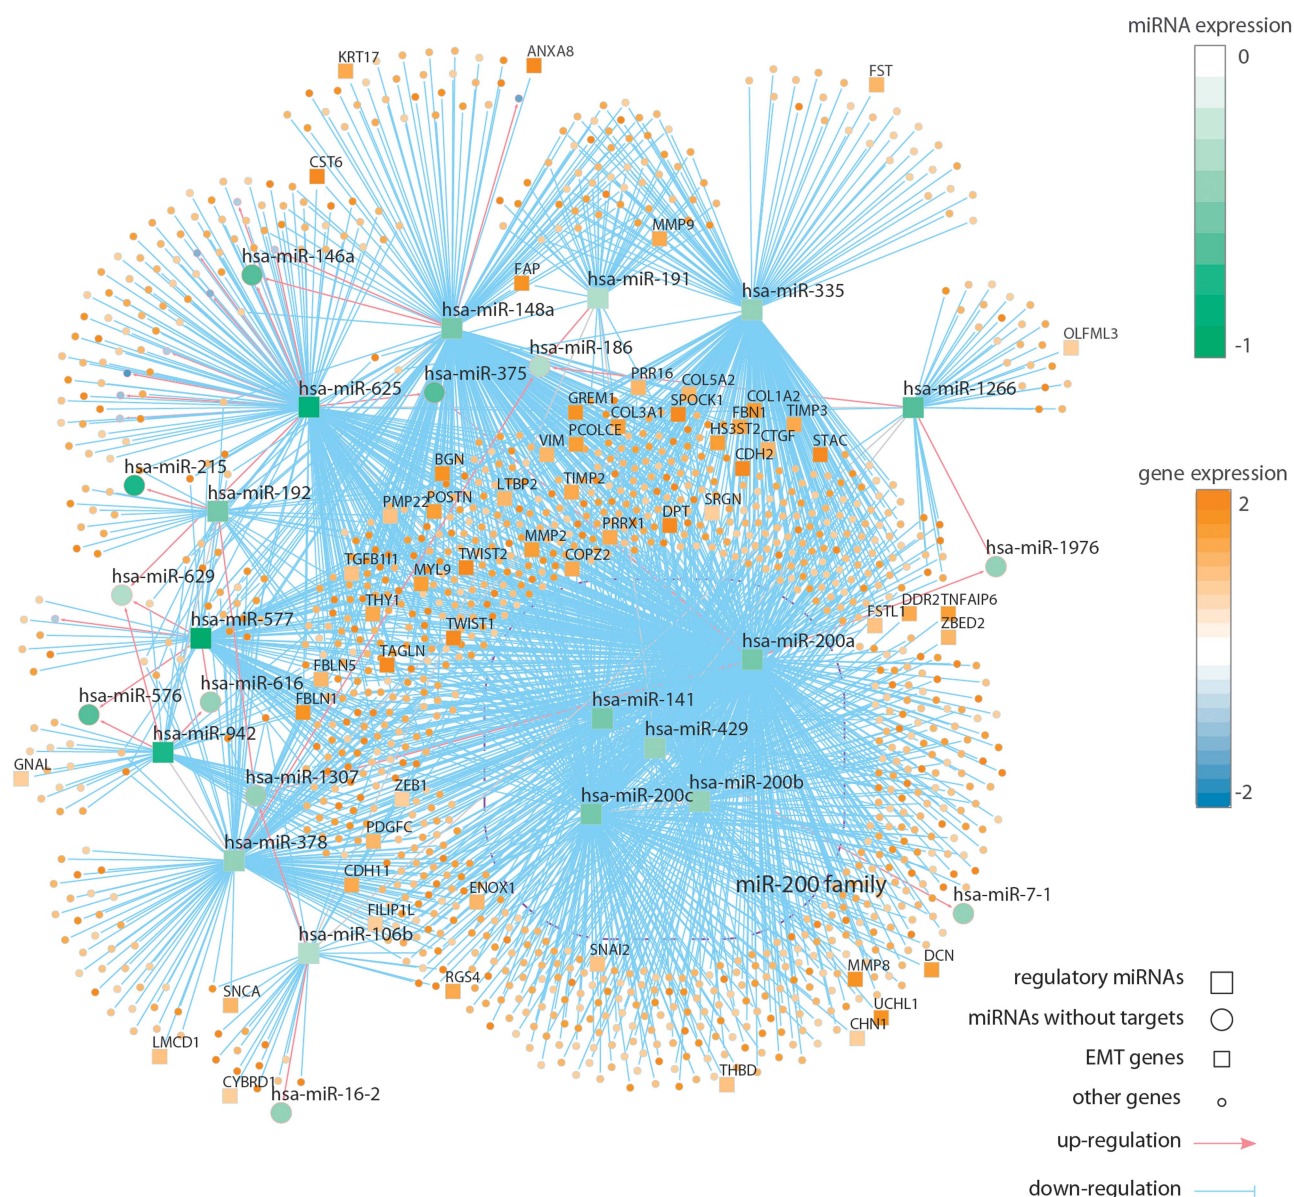 miRNA expression
0
-1
gene expression
2
-2
KRT17
ANXA8
FST
CST6
MMP9
hsa-miR-146a
FAP
hsa-miR-191
hsa-miR-335
hsa-miR-148a
OLFML3
hsa-miR-186
hsa-miR-375
PRR16
COL5A2
hsa-miR-625
hsa-miR-1266
GREM1
SPOCK1
COL1A2
COL3A1
FBN1
TIMP3
PCOLCE
HS3ST2
CTGF
VIM
STAC
CDH2
BGN
hsa-miR-215
LTBP2
TIMP2
hsa-miR-192
PMP22
POSTN
SRGN
DPT
PRRX1
MMP2
hsa-miR-1976
TGFB1I1
TWIST2
COPZ2
MYL9
hsa-miR-629
THY1
DDR2
TNFAIP6
FSTL1
hsa-miR-577
TWIST1
ZBED2
hsa-miR-200a
TAGLN
FBLN5
hsa-miR-616
hsa-miR-576
FBLN1
hsa-miR-141
hsa-miR-429
hsa-miR-942
GNAL
hsa-miR-1307
ZEB1
hsa-miR-200b
hsa-miR-200c
PDGFC
hsa-miR-378
CDH11
miR-200 family
ENOX1
hsa-miR-7-1
FILIP1L
hsa-miR-106b
SNAI2
DCN
MMP8
RGS4
SNCA
UCHL1
CHN1
LMCD1
THBD
CYBRD1
hsa-miR-16-2
regulatory miRNAs
miRNAs without targets
EMT genes
other genes
up-regulation
down-regulation